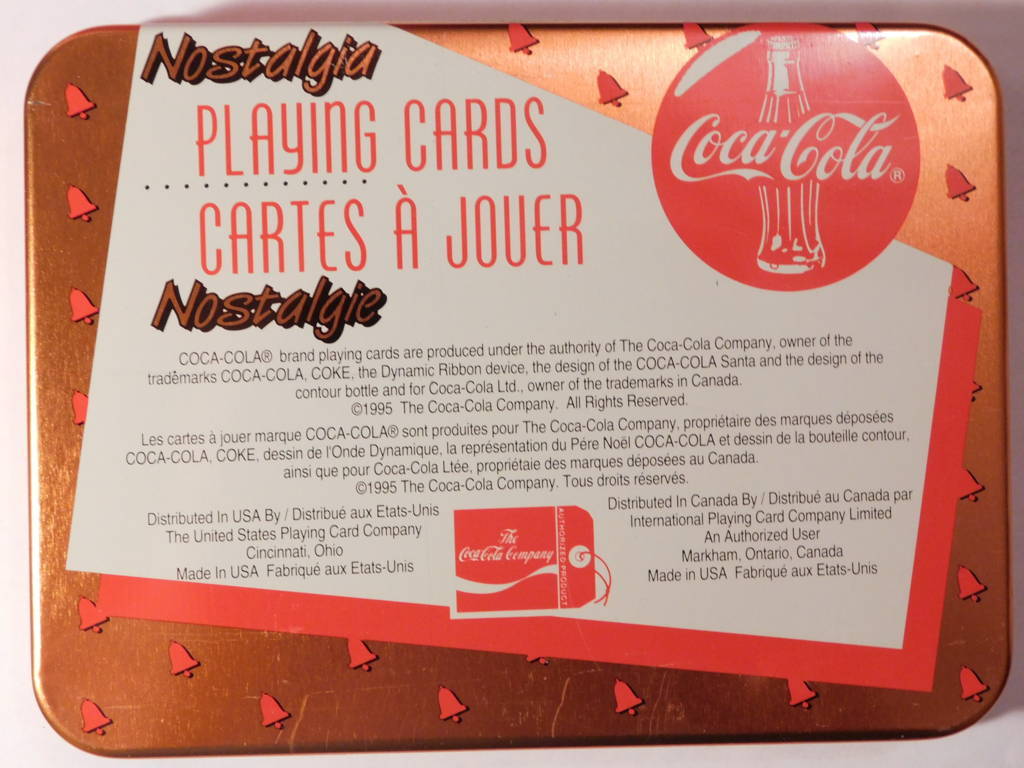 Coca-Cola®
Nostalgia
PLAYING CARDS
CARTES À JOUER
Nostalgie
COCA-COLA® brand playing cards are produced under the authority of The Coca-Cola Company, owner of the
trademarks COCA-COLA, COKE, the Dynamic Ribbon device, the design of the COCA-COLA Santa and the design of the
contour bottle and for Coca-Cola Ltd., owner of the trademarks in Canada.
©1995 The Coca-Cola Company. All Rights Reserved.
Les cartes à jouer marque COCA-COLA® sont produites pour The Coca-Cola Company, propriétaire des marques déposées
COCA-COLA, COKE, dessin de l'Onde Dynamique, la représentation du Père Noël COCA-COLA et dessin de la bouteille contour,
ainsi que pour Coca-Cola Ltée, propriétaie des marques déposées au Canada.
©1995 The Coca-Cola Company. Tous droits réservés.
Distributed In USA By / Distribué aux Etats-Unis
The United States Playing Card Company
Cincinnati, Ohio
Made In USA Fabriqué aux Etats-Unis
AUTHORIZED PRODUCT
The
Coca-Cola Company
Distributed In Canada By / Distribué au Canada par
International Playing Card Company Limited
An Authorized User
Markham, Ontario, Canada
Made in USA Fabriqué aux Etats-Unis